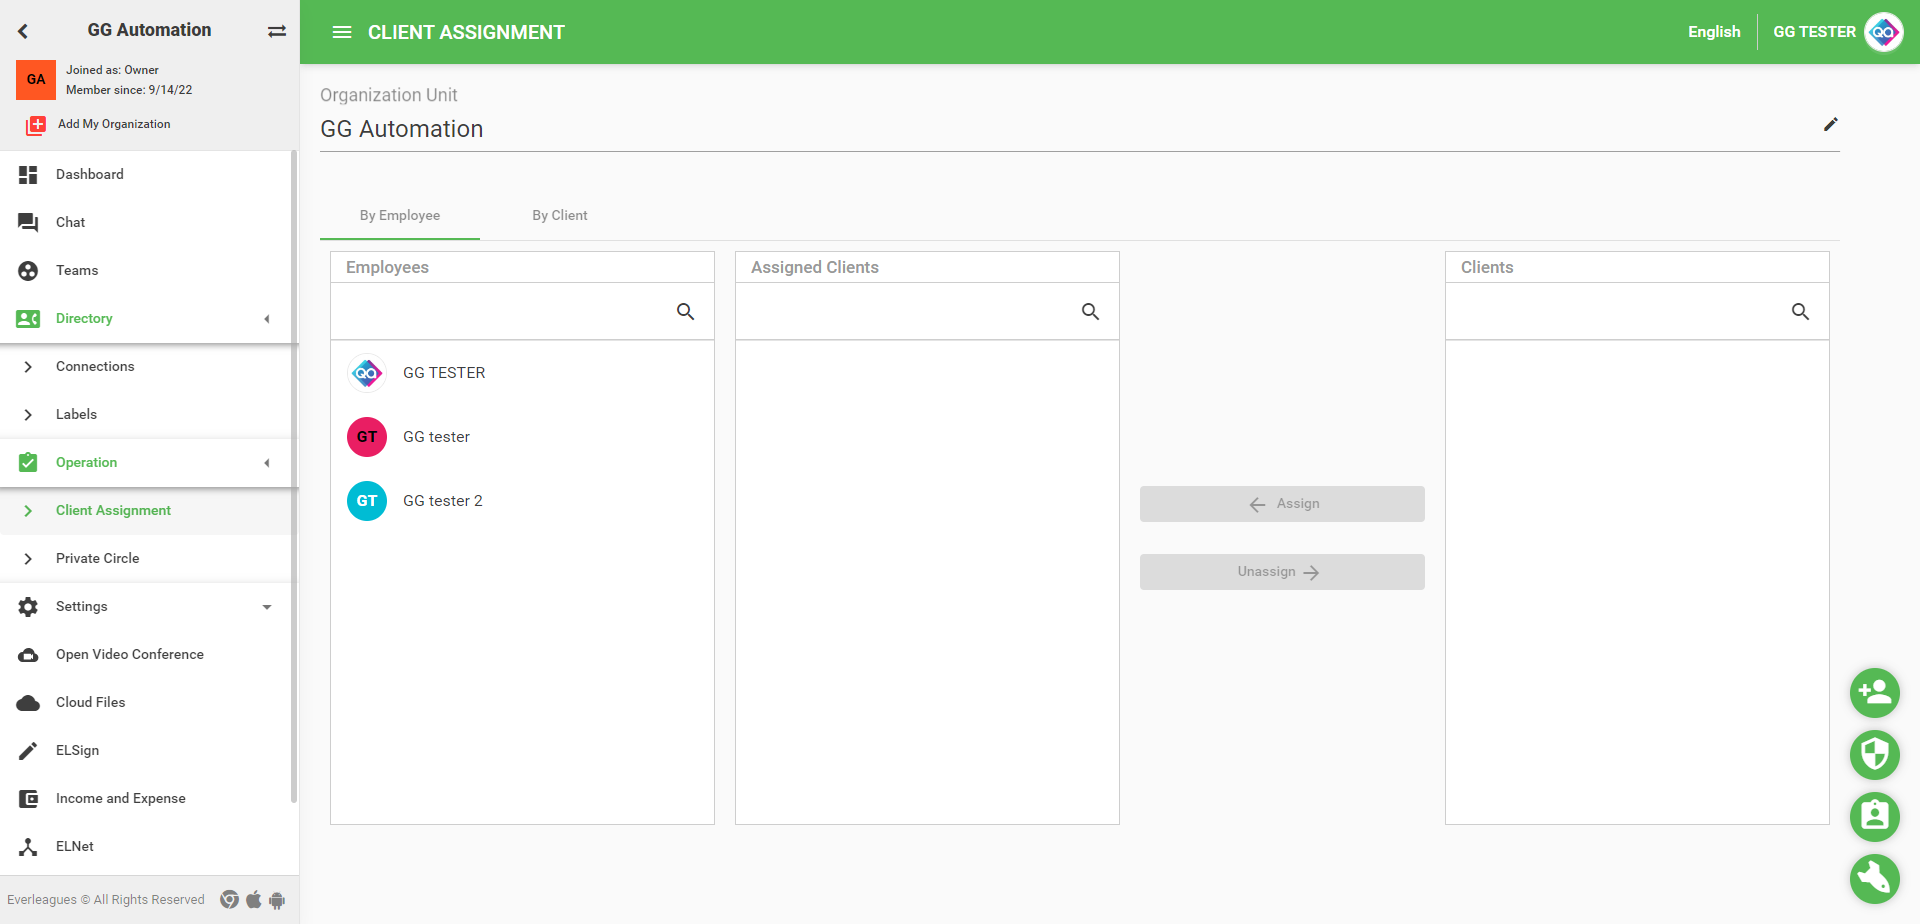 GG Automation
GA
Joined as: Owner
Member since: 9/14/22
Add My Organization
Dashboard
Chat
Teams
Directory
Connections
Labels
Operation
Client Assignment
Private Circle
Settings
Open Video Conference
Cloud Files
ELSign
Income and Expense
ELNet
Everleagues © All Rights Reserved
CLIENT ASSIGNMENT
English
GG TESTER
QA
Organization Unit
GG Automation
By Employee
By Client
Employees
QA
GG TESTER
GT
GG tester
GT
GG tester 2
Assigned Clients
Assign
Unassign
Clients